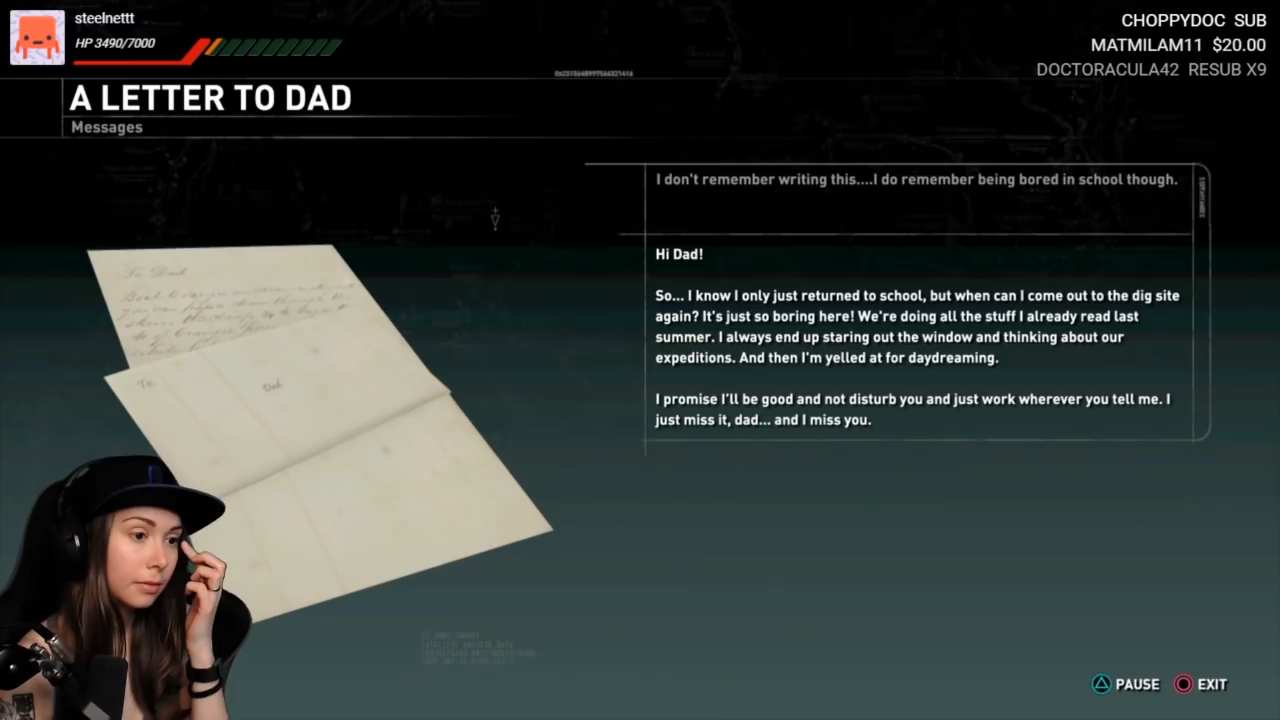 steelnettt
HP 3490/7000
CHOPPYDOC SUB
MATMILAM11 $20.00
DOCTORACULA42 RESUB X9
A LETTER TO DAD
Messages
I don't remember writing this....I do remember being bored in school though.
Hi Dad!
So... I know I only just returned to school, but when can I come out to the dig site
again? It's just so boring here! We're doing all the stuff I already read last
summer. I always end up staring out the window and thinking about our
expeditions. And then I'm yelled at for daydreaming.
I promise I'll be good and not disturb you and just work wherever you tell me. I
just miss it, dad... and I miss you.
To Dad
To
Dad
PAUSE
EXIT